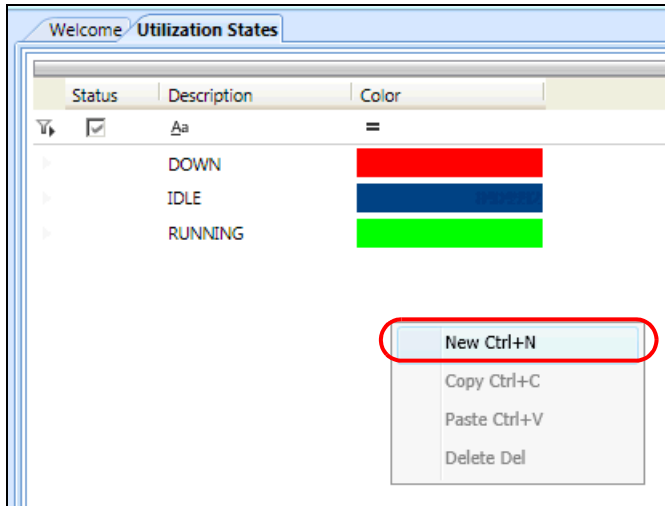 Welcome Utilization States
Status Description Color
Aa =
DOWN
IDLE
RUNNING
New Ctrl+N
Copy Ctrl+C
Paste Ctrl+V
Delete Del